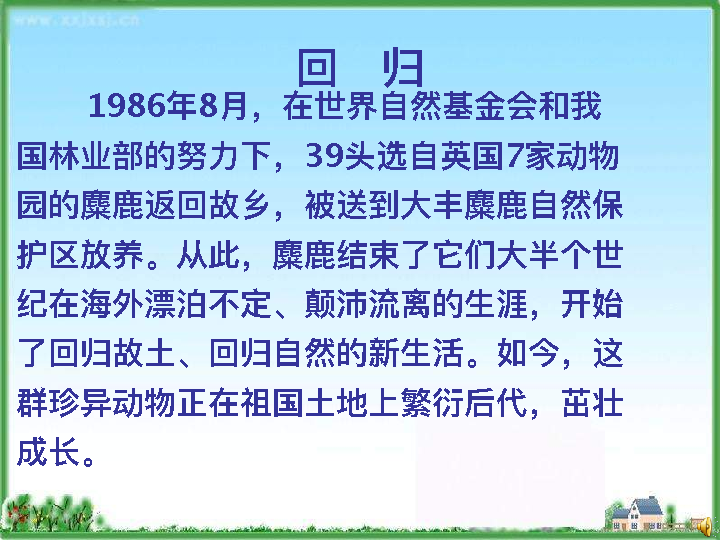 www.xxjxsj.cn
回 归
1986年8月，在世界自然基金会和我
国林业部的努力下，39头选自英国7家动物
园的麋鹿返回故乡，被送到大丰麋鹿自然保
护区放养。从此，麋鹿结束了它们大半个世
纪在海外漂泊不定、颠沛流离的生涯，开始
了回归故土、回归自然的新生活。如今，这
群珍异动物正在祖国土地上繁衍后代，茁壮
成长。